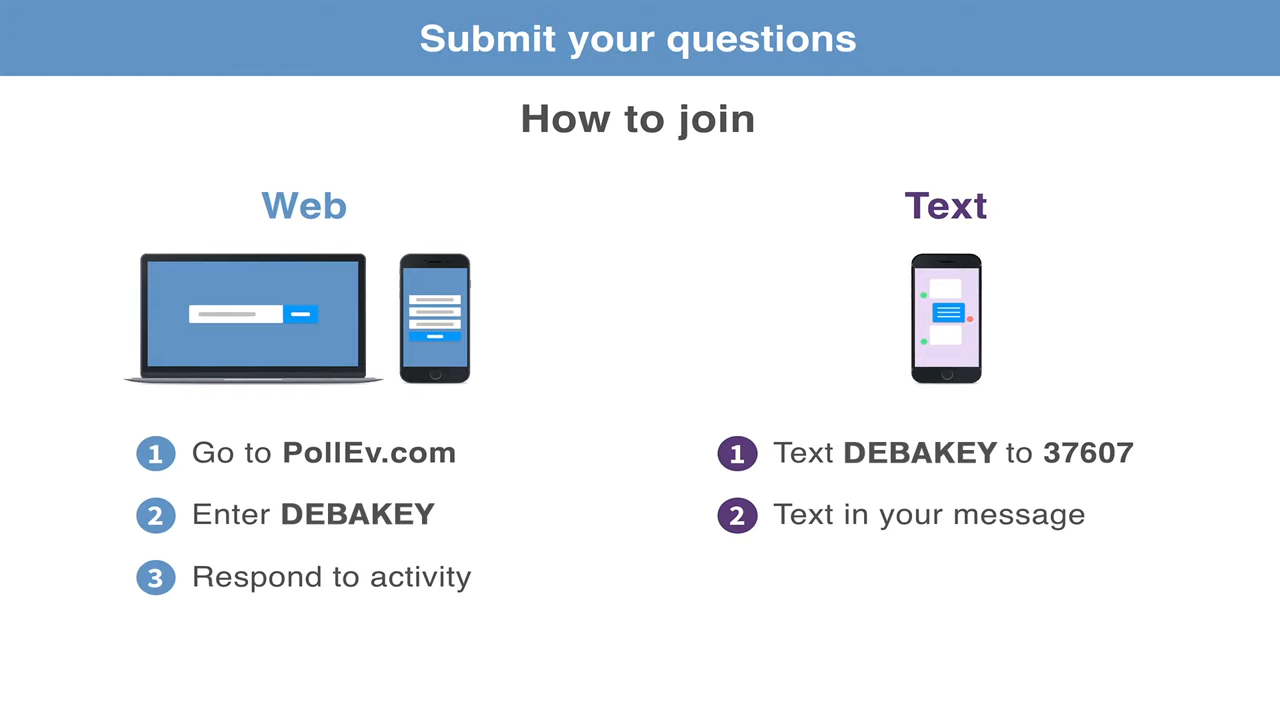 Submit your questions
How to join
Web
1 Go to PollEv.com
2 Enter DEBAKEY
3 Respond to activity
Text
1 Text DEBAKEY to 37607
2 Text in your message